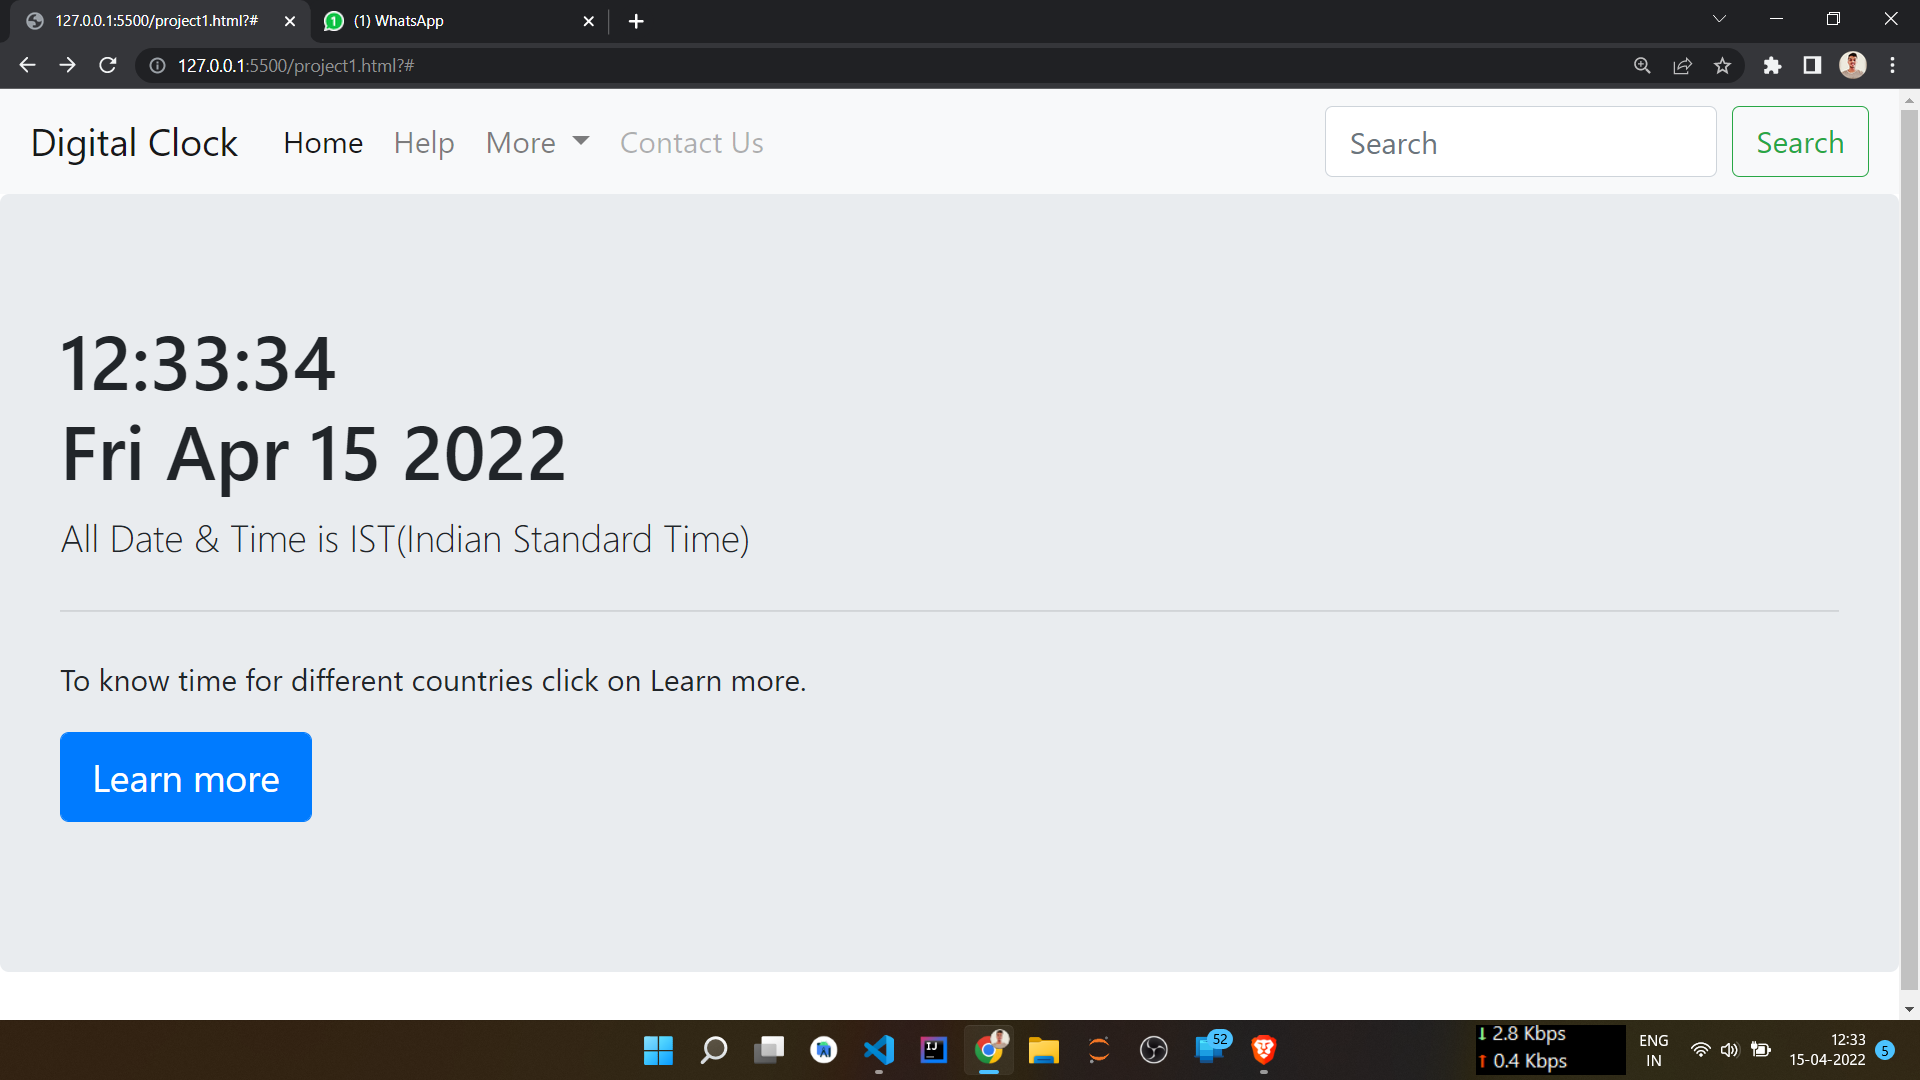 127.0.0.1:5500/project1.html?#
(1) WhatsApp
127.0.0.1:5500/project1.html?#
Digital Clock Home Help More Contact Us Search Search
12:33:34
Fri Apr 15 2022
All Date & Time is IST(Indian Standard Time)
To know time for different countries click on Learn more.
Learn more
52
2.8 Kbps
0.4 Kbps
ENG
IN
12:33
15-04-2022
5